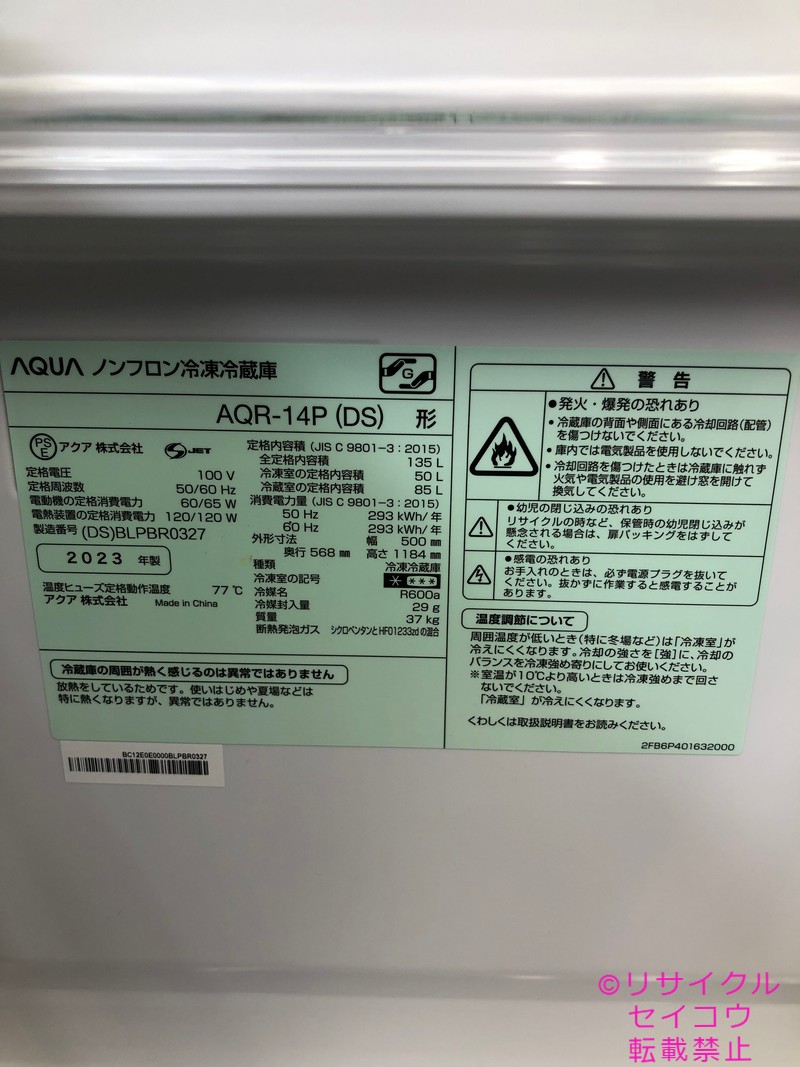 AQUA ノンフロン冷凍冷蔵庫
G
AQR-14P (DS) 形
PSE アクア 株式会社 S-JET
定格電圧 100 V
定格周波数 50/60 Hz
電動機の定格消費電力 60/65 W
電熱装置の定格消費電力 120/120 W
製造番号 (DS)BLPBR0327
2023 年製
温度ヒューズ定格動作温度 77℃
アクア 株式会社 Made in China
定格内容積 (JIS C 9801-3:2015)
全定格内容積 135 L
冷凍室の定格内容積 50 L
冷蔵室の定格内容積 85 L
消費電力量 (JIS C 9801-3:2015)
50 Hz 293 kWh/年
60 Hz 293 kWh/年
外形寸法 幅 500 mm
奥行 568 mm 高さ 1184 mm
種類 冷凍冷蔵庫
冷凍室の記号 * ***
冷媒名 R600a
冷媒封入量 29 g
質量 37 kg
断熱発泡ガス シクロペンタンとHFO1233zdの混合
冷蔵庫の周囲が熱く感じるのは異常ではありません
放熱をしているためです。使いはじめや夏場などは
特に熱くなりますが、異常ではありません。
警 告
●発火・爆発の恐れあり
・冷蔵庫の背面や側面にある冷却回路(配管)
を傷つけないでください。
・庫内では電気製品を使用しないでください。
・冷却回路を傷つけたときは冷蔵庫に触れず
火気や電気製品の使用を避け窓を開けて
換気してください。
●幼児の閉じ込みの恐れあり
リサイクルの時など、保管時の幼児閉じ込みが
懸念される場合は、扉パッキングをはずして
ください。
●感電の恐れあり
お手入れのときは、必ず電源プラグを抜いて
ください。抜かずに作業すると感電することが
あります。
温度調節について
周囲温度が低いとき(特に冬場など)は「冷凍室」が
冷えにくくなります。冷却の強さを[強]に、冷却の
バランスを冷凍強め寄りにしてお使いください。
※室温が10℃より高いときは冷凍強めまで回さ
ないでください。
「冷蔵室」が冷えにくくなります。
くわしくは取扱説明書をお読みください。
2FB6P401632000
BC12E0E0000BLPBR0327
©リサイクル
セイコウ
転載禁止